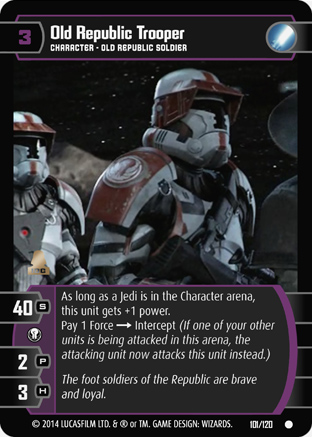 3 Old Republic Trooper
CHARACTER - OLD REPUBLIC SOLDIER
40 S
As long as a Jedi is in the Character arena,
this unit gets +1 power.
Pay 1 Force → Intercept (If one of your other
2 P
units is being attacked in this arena, the
attacking unit now attacks this unit instead.)
3 H
The foot soldiers of the Republic are brave
and loyal.
© 2014 LUCASFILM LTD. & ® or TM. GAME DESIGN: WIZARDS. 101/120